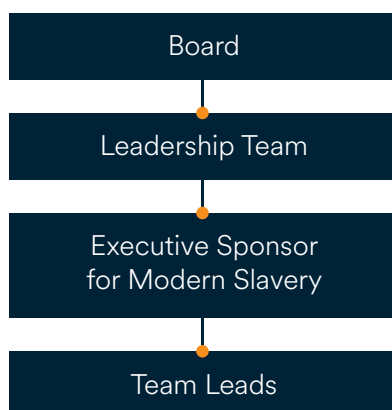 Board
Leadership Team
Executive Sponsor
for Modern Slavery
Team Leads